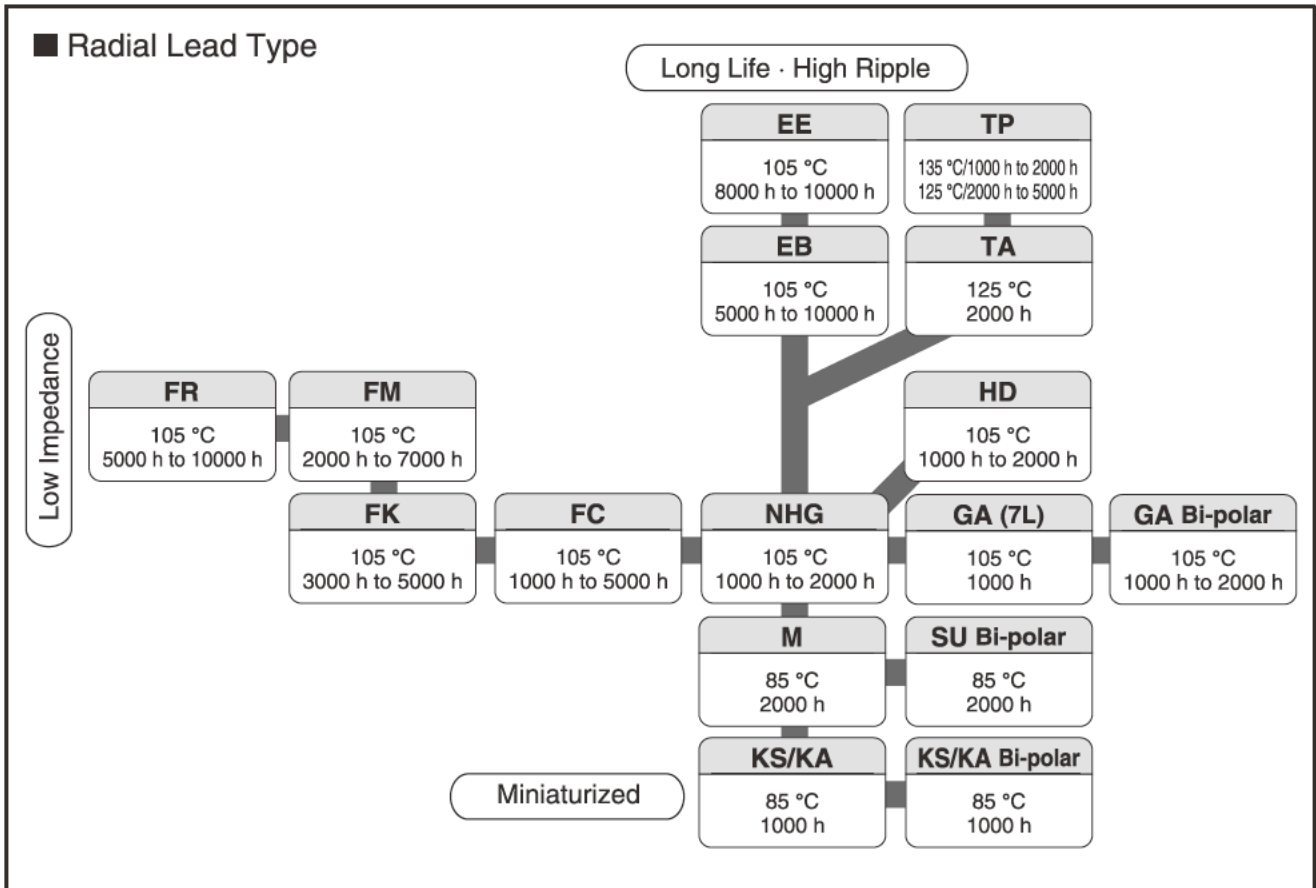 ■ Radial Lead Type
Long Life · High Ripple
EE
105 °C
8000 h to 10000 h
TP
135 °C/1000 h to 2000 h
125 °C/2000 h to 5000 h
EB
105 °C
5000 h to 10000 h
TA
125 °C
2000 h
Low Impedance
FR
105 °C
5000 h to 10000 h
FM
105 °C
2000 h to 7000 h
HD
105 °C
1000 h to 2000 h
FK
105 °C
3000 h to 5000 h
FC
105 °C
1000 h to 5000 h
NHG
105 °C
1000 h to 2000 h
GA (7L)
105 °C
1000 h
GA Bi-polar
105 °C
1000 h to 2000 h
M
85 °C
2000 h
SU Bi-polar
85 °C
2000 h
Miniaturized
KS/KA
85 °C
1000 h
KS/KA Bi-polar
85 °C
1000 h